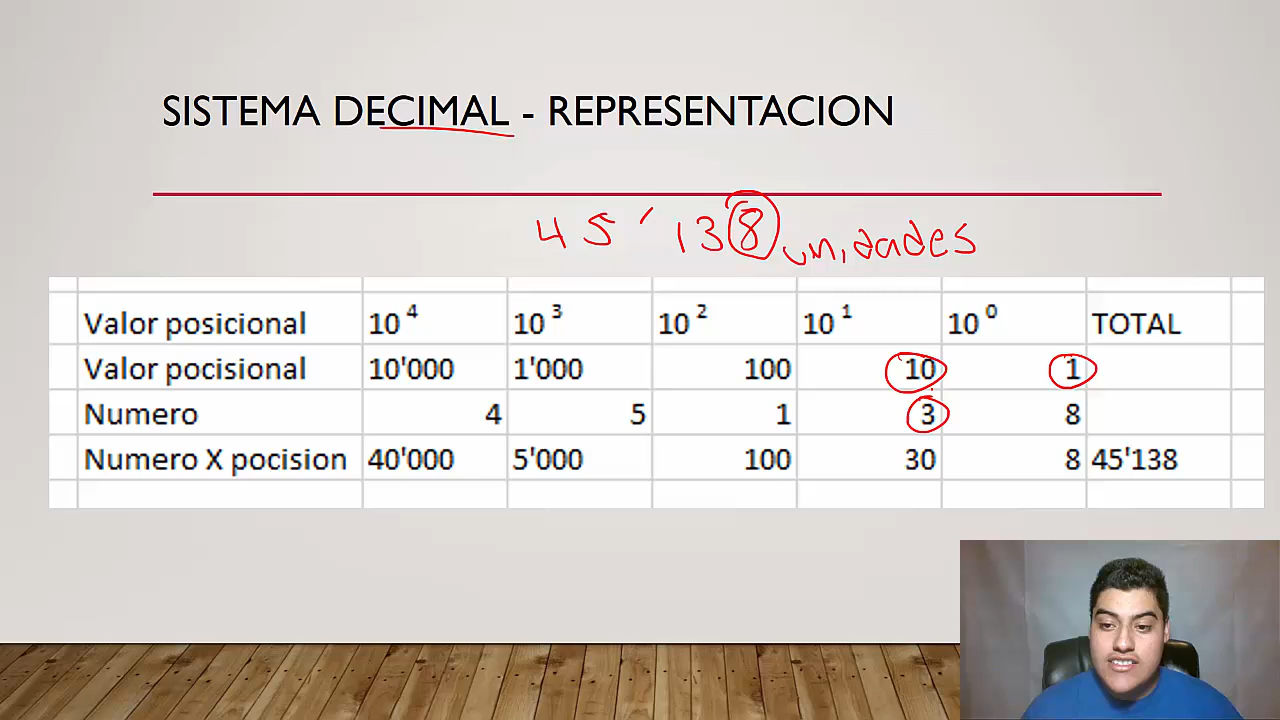 SISTEMA DECIMAL - REPRESENTACION
45'138 unidades
Valor posicional 10^4 10^3 10^2 10^1 10^0 TOTAL
Valor pocisional 10'000 1'000 100 10 1
Numero 4 5 1 3 8
Numero X pocision 40'000 5'000 100 30 8 45'138